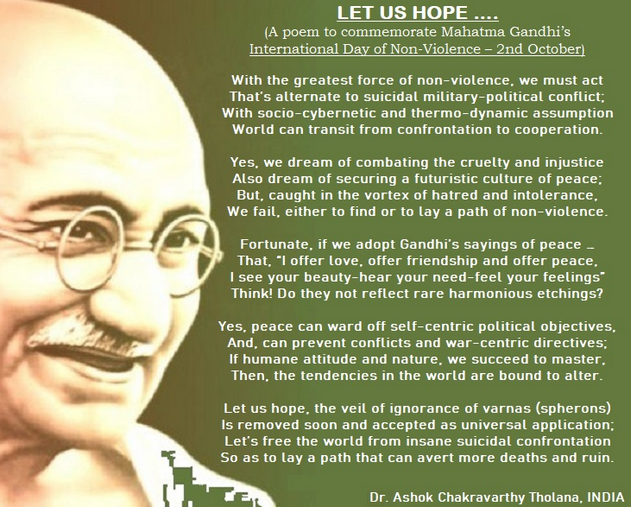 LET US HOPE ....
(A poem to commemorate Mahatma Gandhi's
International Day of Non-Violence – 2nd October)
With the greatest force of non-violence, we must act
That's alternate to suicidal military-political conflict;
With socio-cybernetic and thermo-dynamic assumption
World can transit from confrontation to cooperation.
Yes, we dream of combating the cruelty and injustice
Also dream of securing a futuristic culture of peace;
But, caught in the vortex of hatred and intolerance,
We fail, either to find or to lay a path of non-violence.
Fortunate, if we adopt Gandhi's sayings of peace ...
That, “I offer love, offer friendship and offer peace,
I see your beauty-hear your need-feel your feelings”
Think! Do they not reflect rare harmonious etchings?
Yes, peace can ward off self-centric political objectives,
And, can prevent conflicts and war-centric directives;
If humane attitude and nature, we succeed to master,
Then, the tendencies in the world are bound to alter.
Let us hope, the veil of ignorance of varnas (spherons)
Is removed soon and accepted as universal application;
Let's free the world from insane suicidal confrontation
So as to lay a path that can avert more deaths and ruin.
Dr. Ashok Chakravarthy Tholana, INDIA